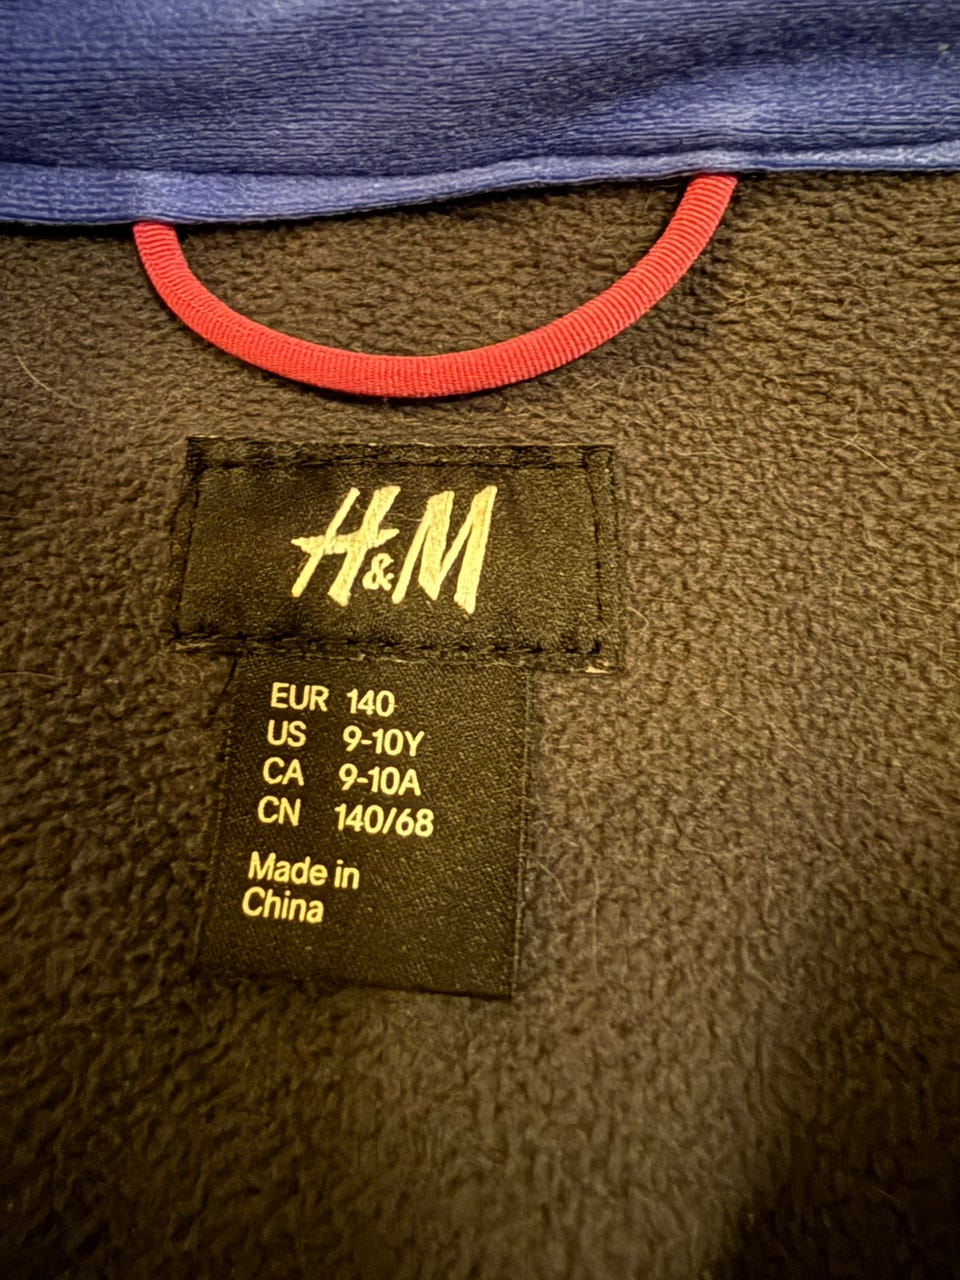 H&M
EUR 140
US 9-10Y
CA 9-10A
CN 140/68
Made in
China